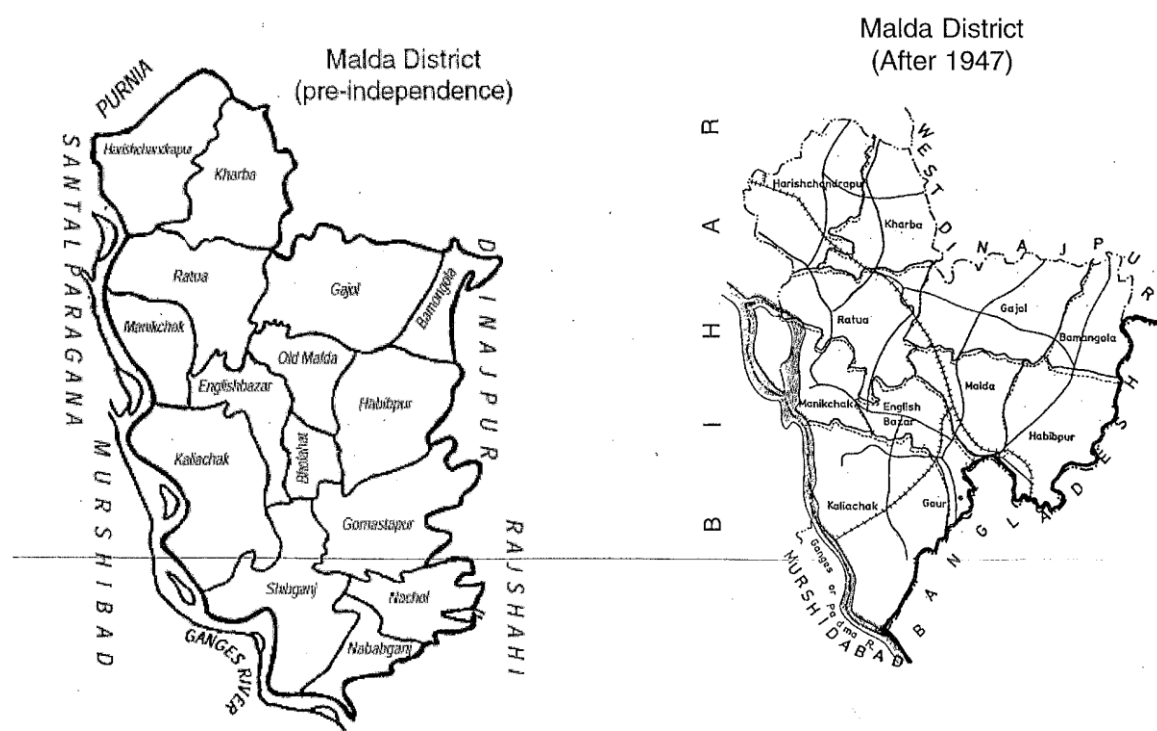 Malda District
(pre-independence)
PURNIA
SANTAL PARAGANA
MURSHIBAD
Harishchandrapur
Kharba
Ratua
Gajol
Bamongola
Manikchak
Old Malda
Englishbazar
Habibpur
Bholahat
Kaliachak
Gomastapur
Shibganj
Nachol
Nababganj
GANGES RIVER
DINAJPUR
RAJSHAHI
Malda District
(After 1947)
BIHAR
WEST DINAJPUR
Harishchandrapur
Kharba
Ratua
Gajol
Bamangola
Malda
Manikchak
English
Bazar
Habibpur
Kaliachak
Gour
BANGLADESH
Ganges or Padma R
MURSHIDABAD